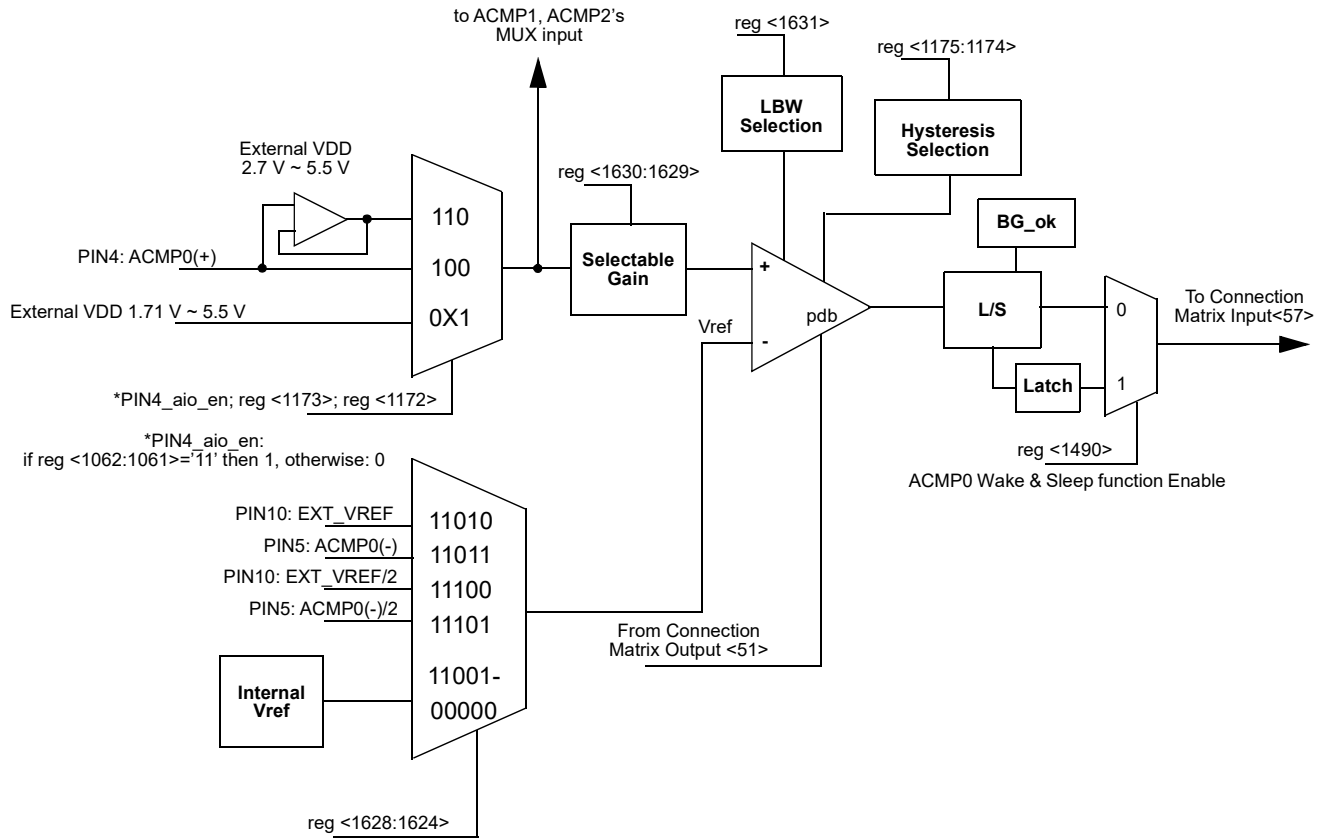 to ACMP1, ACMP2's
MUX input
reg <1631>
reg <1175:1174>
LBW
Selection
Hysteresis
Selection
External VDD
2.7 V ~ 5.5 V
reg <1630:1629>
110
BG_ok
PIN4: ACMP0(+)
100
Selectable
Gain
+
External VDD 1.71 V ~ 5.5 V
0X1
Vref
-
pdb
L/S
0
To Connection
Matrix Input<57>
Latch
1
*PIN4_aio_en; reg <1173>; reg <1172>
*PIN4_aio_en:
if reg <1062:1061>='11' then 1, otherwise: 0
reg <1490>
ACMP0 Wake & Sleep function Enable
PIN10: EXT_VREF
11010
PIN5: ACMP0(-)
11011
PIN10: EXT_VREF/2
11100
PIN5: ACMP0(-)/2
11101
From Connection
Matrix Output <51>
Internal
Vref
11001-
00000
reg <1628:1624>